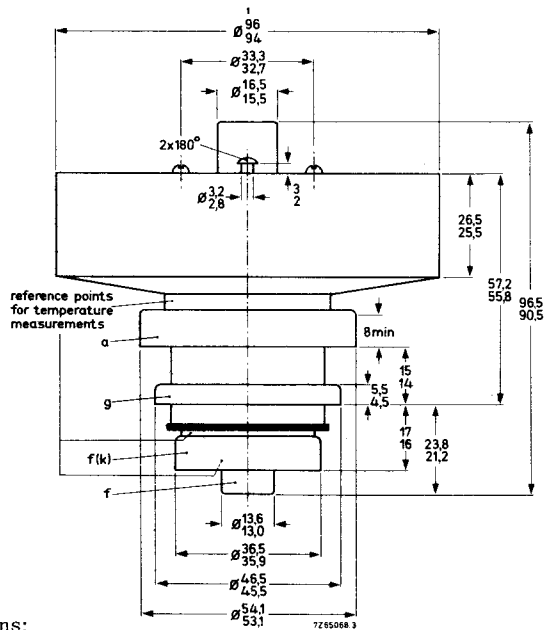 1
Ø 96
94
Ø 33,3
32,7
Ø 16,5
15,5
2x180°
Ø 3,2
2,8
3
2
26,5
25,5
57,2
55,8
96,5
90,5
reference points
for temperature
measurements
a
8min
15
14
5,5
4,5
g
17
16
23,8
21,2
f(k)
f
Ø 13,6
13,0
Ø 36,5
35,9
Ø 46,5
45,5
Ø 54,1
53,1
7Z65068.3
ns: